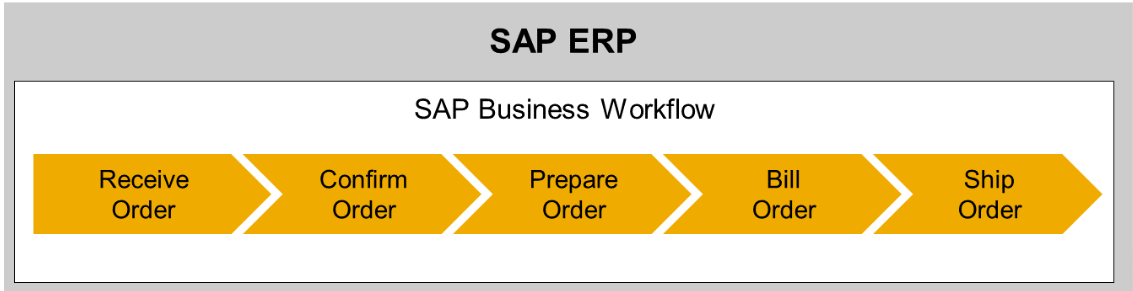 SAP ERP
SAP Business Workflow
Receive
Order
Confirm
Order
Prepare
Order
Bill
Order
Ship
Order